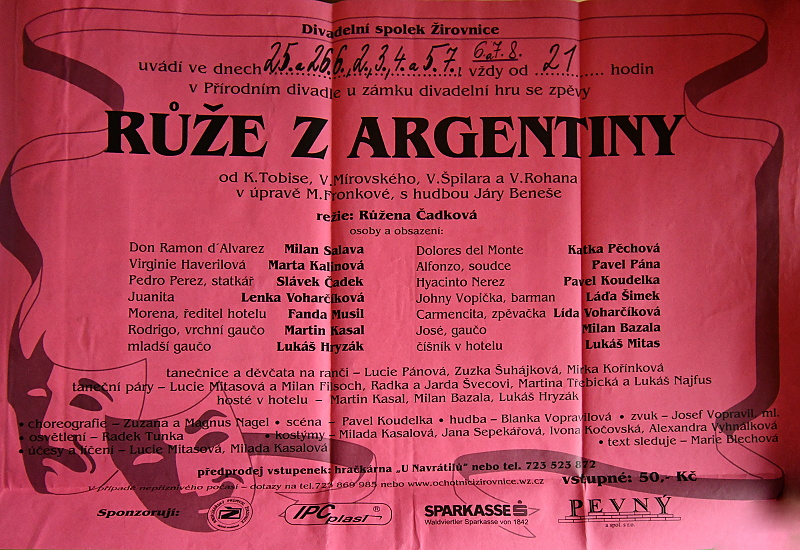 Divadelní spolek Žirovnice
uvádí ve dnech 25. a 26.6., 2., 3., 4. a 5.7., 6. a 7.8. vždy od 21 hodin
v Přírodním divadle u zámku divadelní hru se zpěvy
RŮŽE Z ARGENTINY
od K.Tobise, V.Mírovského, V.Špilara a V.Rohana
v úpravě M.Fronkové, s hudbou Járy Beneše
režie: Růžena Čadková
osoby a obsazení:
Don Ramon d´Alvarez Milan Salava
Virginie Haverilová Marta Kalinová
Pedro Perez, statkář Slávek Čadek
Juanita Lenka Voharčíková
Morena, ředitel hotelu Fanda Musil
Rodrigo, vrchní gaučo Martin Kasal
mladší gaučo Lukáš Hryzák
Dolores del Monte Katka Pěchová
Alfonzo, soudce Pavel Pána
Hyacinto Nerez Pavel Koudelka
Johny Voplčka, barman Láďa Šimek
Carmencita, zpěvačka Lída Voharčíková
José, gaučo Milan Bazala
číšník v hotelu Lukáš Mitas
tanečnice a děvčata na ranči – Lucie Pánová, Zuzka Šuhájková, Mirka Kořínková
taneční páry – Lucie Mitasová a Milan Filsoch, Radka a Jarda Švecovi, Martina Třebická a Lukáš Najfus
hosté v hotelu – Martin Kasal, Milan Bazala, Lukáš Hryzák
• choreografie – Zuzana a Magnus Nagel • scéna – Pavel Koudelka • hudba – Blanka Vopravilová • zvuk – Josef Vopravil, ml.
• osvětlení – Radek Tunka • kostýmy – Milada Kasalová, Jana Sepekářová, Ivona Kočovská, Alexandra Vyhnálková
• účesy a líčení – Lucie Mitasová, Milada Kasalová • text sleduje – Marie Blechová
předprodej vstupenek: hračkárna „U Navrátilů" nebo tel. 723 523 872
vstupné: 50,- Kč
V případě nepříznivého počasí – dotazy na tel.723 869 985 nebo www.ochotnicizirovnice.wz.cz
Sponzorují:
IPC plast ®
SPARKASSE S
Waldviertler Sparkasse von 1842
PEVNÝ
a spol. s r.o.